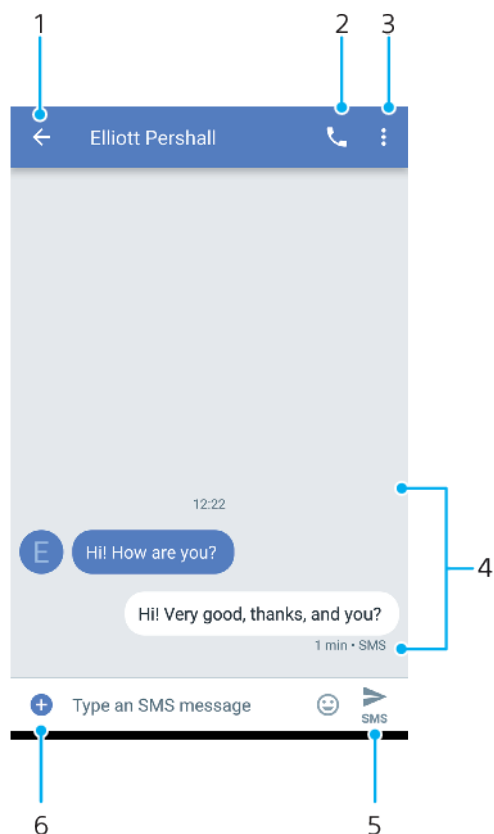 1 2 3
Elliott Pershall
12:22
E Hi! How are you?
4
Hi! Very good, thanks, and you?
1 min • SMS
Type an SMS message
SMS
6 5